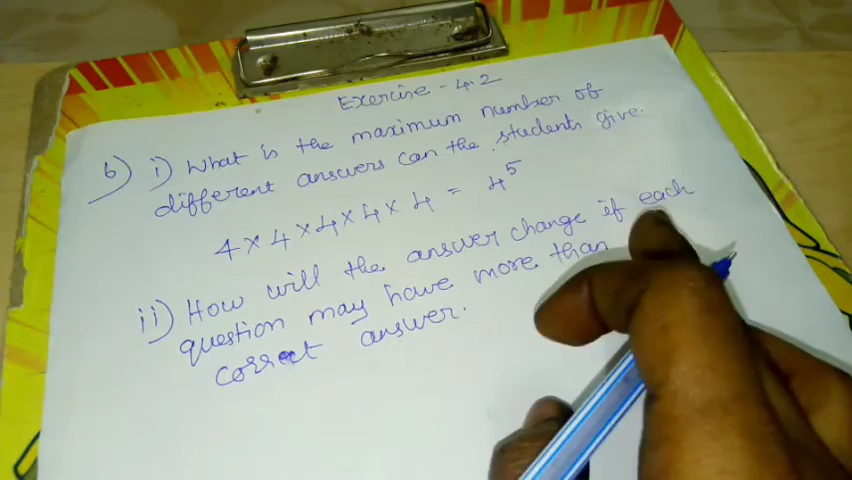 Exercise - 4.2
6) i) What is the maximum number of
different answers can the students give.
4 × 4 × 4 × 4 × 4 = 4⁵
ii) How will the answer change if each
question may have more than
correct answer.